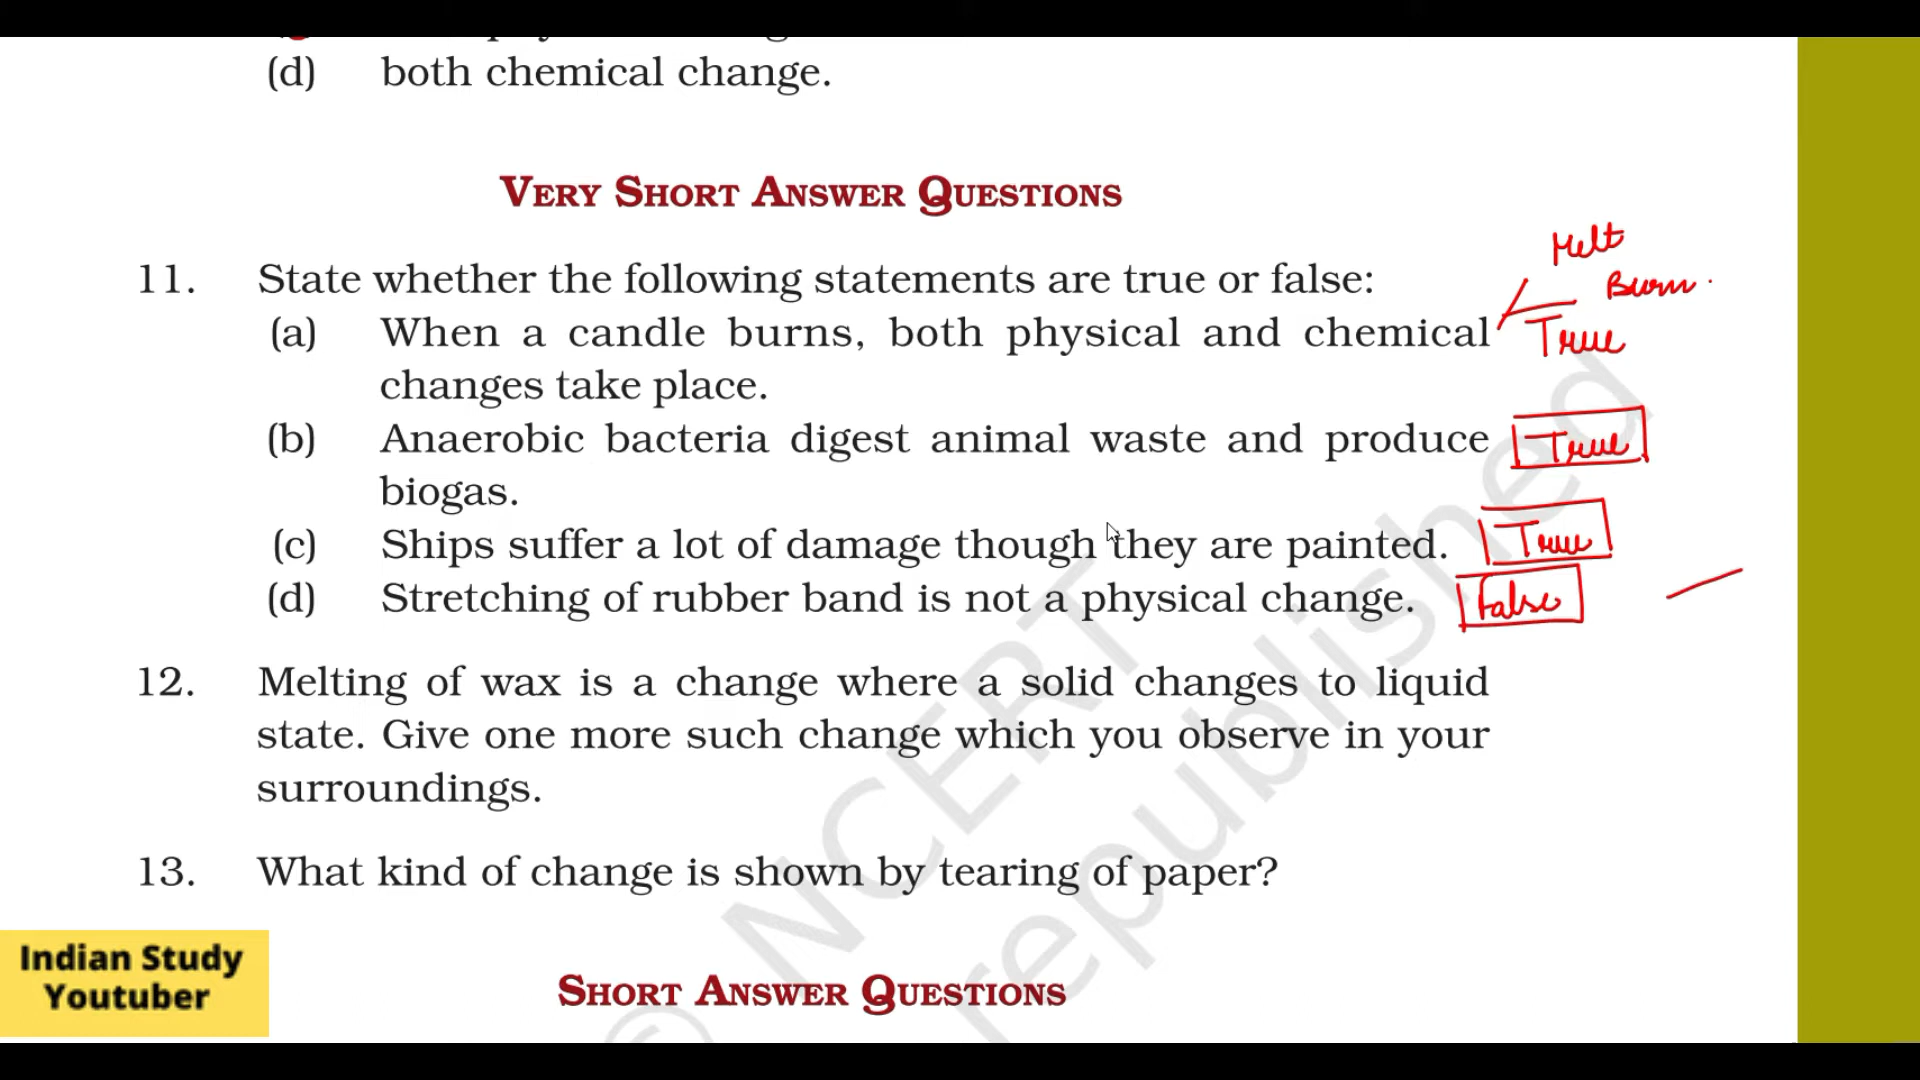 (d) both chemical change.
VERY SHORT ANSWER QUESTIONS
Melt
11. State whether the following statements are true or false:
Burn.
(a) When a candle burns, both physical and chemical True
changes take place.
(b) Anaerobic bacteria digest animal waste and produce True
biogas.
(c) Ships suffer a lot of damage though they are painted. True
(d) Stretching of rubber band is not a physical change. False
12. Melting of wax is a change where a solid changes to liquid
state. Give one more such change which you observe in your
surroundings.
13. What kind of change is shown by tearing of paper?
Indian Study
Youtuber
SHORT ANSWER QUESTIONS
© NCERT
republished